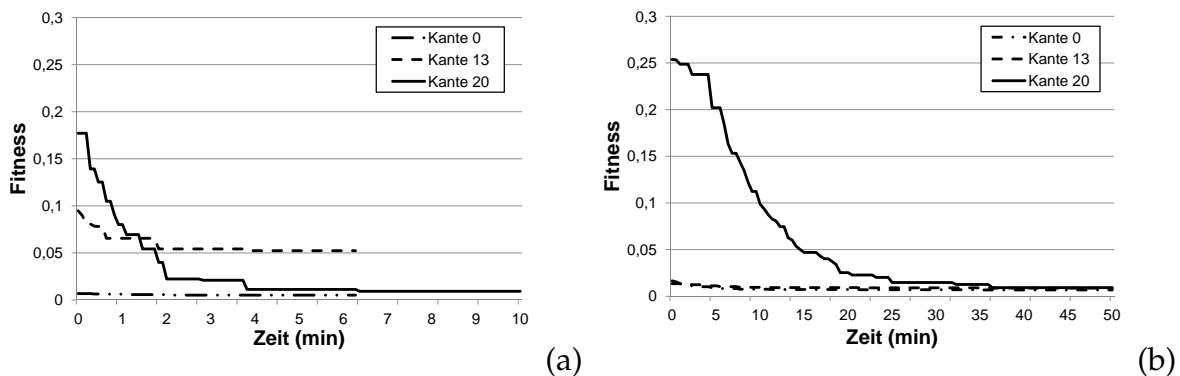 0,3
0,25
0,2
0,15
0,1
0,05
0
Fitness
0 1 2 3 4 5 6 7 8 9 10
Zeit (min)
Kante 0
Kante 13
Kante 20
(a)
0,3
0,25
0,2
0,15
0,1
0,05
0
Fitness
0 5 10 15 20 25 30 35 40 45 50
Zeit (min)
Kante 0
Kante 13
Kante 20
(b)